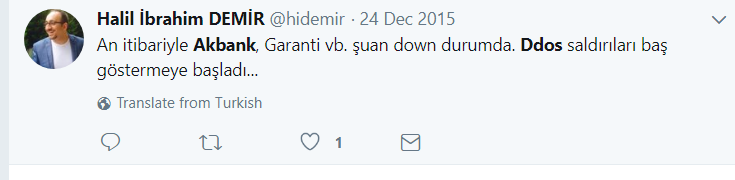 Halil İbrahim DEMİR @hidemir · 24 Dec 2015
An itibariyle Akbank, Garanti vb. şuan down durumda. Ddos saldırıları baş
göstermeye başladı...
Translate from Turkish
1